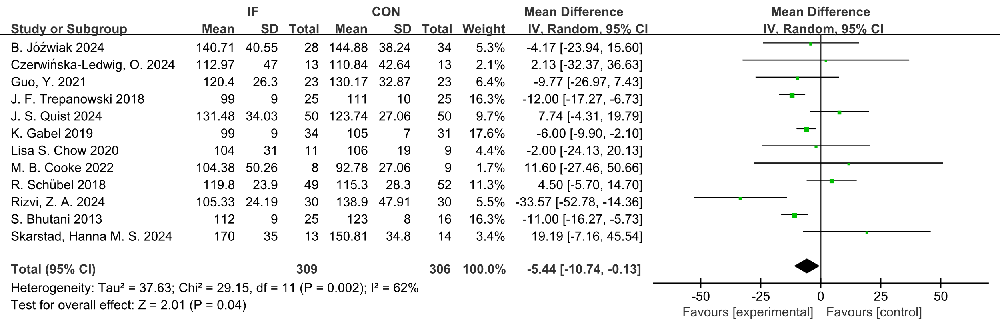 IF CON Mean Difference Mean Difference
Study or Subgroup Mean SD Total Mean SD Total Weight IV, Random, 95% CI IV, Random, 95% CI
B. Jóźwiak 2024 140.71 40.55 28 144.88 38.24 34 5.3% -4.17 [-23.94, 15.60]
Czerwińska-Ledwig, O. 2024 112.97 47 13 110.84 42.64 13 2.1% 2.13 [-32.37, 36.63]
Guo, Y. 2021 120.4 26.3 23 130.17 32.87 23 6.4% -9.77 [-26.97, 7.43]
J. F. Trepanowski 2018 99 9 25 111 10 25 16.3% -12.00 [-17.27, -6.73]
J. S. Quist 2024 131.48 34.03 50 123.74 27.06 50 9.7% 7.74 [-4.31, 19.79]
K. Gabel 2019 99 9 34 105 7 31 17.6% -6.00 [-9.90, -2.10]
Lisa S. Chow 2020 104 31 11 106 19 9 4.4% -2.00 [-24.13, 20.13]
M. B. Cooke 2022 104.38 50.26 8 92.78 27.06 9 1.7% 11.60 [-27.46, 50.66]
R. Schübel 2018 119.8 23.9 49 115.3 28.3 52 11.3% 4.50 [-5.70, 14.70]
Rizvi, Z. A. 2024 105.33 24.19 30 138.9 47.91 30 5.5% -33.57 [-52.78, -14.36]
S. Bhutani 2013 112 9 25 123 8 16 16.3% -11.00 [-16.27, -5.73]
Skarstad, Hanna M. S. 2024 170 35 13 150.81 34.8 14 3.4% 19.19 [-7.16, 45.54]
Total (95% CI) 309 306 100.0% -5.44 [-10.74, -0.13]
Heterogeneity: Tau² = 37.63; Chi² = 29.15, df = 11 (P = 0.002); I² = 62%
Test for overall effect: Z = 2.01 (P = 0.04)
-50 -25 0 25 50
Favours [experimental] Favours [control]